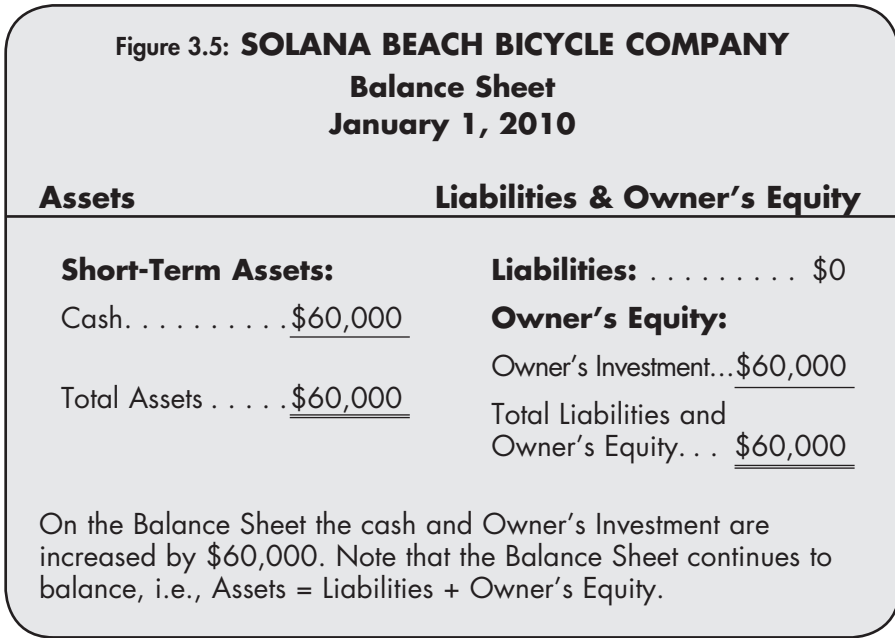 Figure 3.5: SOLANA BEACH BICYCLE COMPANY
Balance Sheet
January 1, 2010
Assets
Liabilities & Owner's Equity
Short-Term Assets:
Cash. . . . . . . . . . $60,000
Total Assets . . . . . $60,000
Liabilities: . . . . . . . . . $0
Owner's Equity:
Owner's Investment...$60,000
Total Liabilities and
Owner's Equity. . . $60,000
On the Balance Sheet the cash and Owner's Investment are
increased by $60,000. Note that the Balance Sheet continues to
balance, i.e., Assets = Liabilities + Owner's Equity.